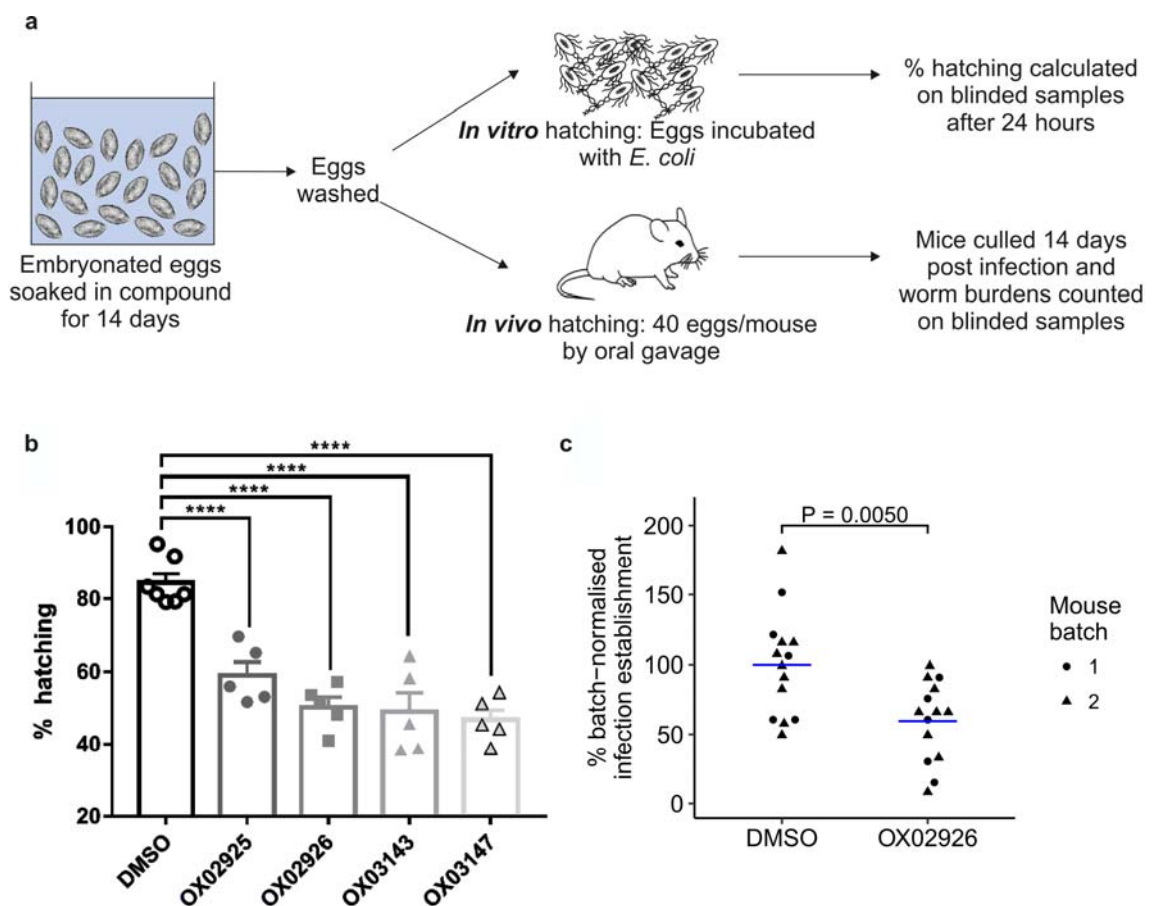 a
Embryonated eggs
soaked in compound
for 14 days
Eggs
washed
In vitro hatching: Eggs incubated
with E. coli
% hatching calculated
on blinded samples
after 24 hours
In vivo hatching: 40 eggs/mouse
by oral gavage
Mice culled 14 days
post infection and
worm burdens counted
on blinded samples
b
% hatching
100
80
60
40
20
****
****
****
****
DMSO
OX02925
OX02926
OX03143
OX03147
c
% batch-normalised
infection establishment
200
150
100
50
0
P = 0.0050
DMSO
OX02926
Mouse
batch
1
2